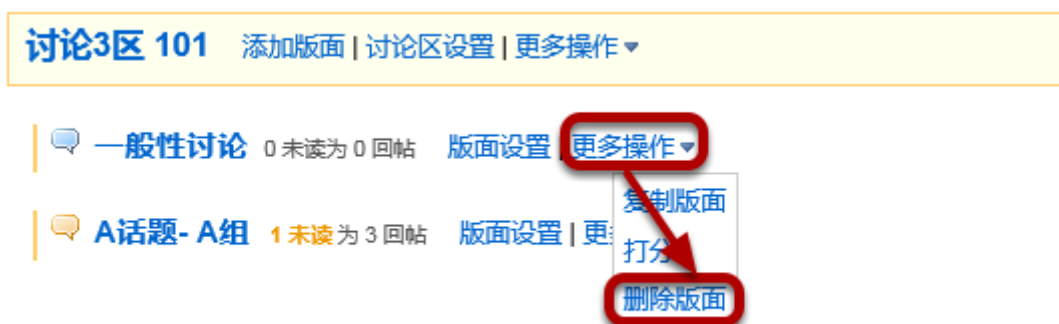 讨论3区 101 添加版面 | 讨论区设置 | 更多操作
一般性讨论 0 未读为 0 回帖 版面设置 | 更多操作
复制版面
A话题- A组 1 未读 为 3 回帖 版面设置 | 更
打分
删除版面